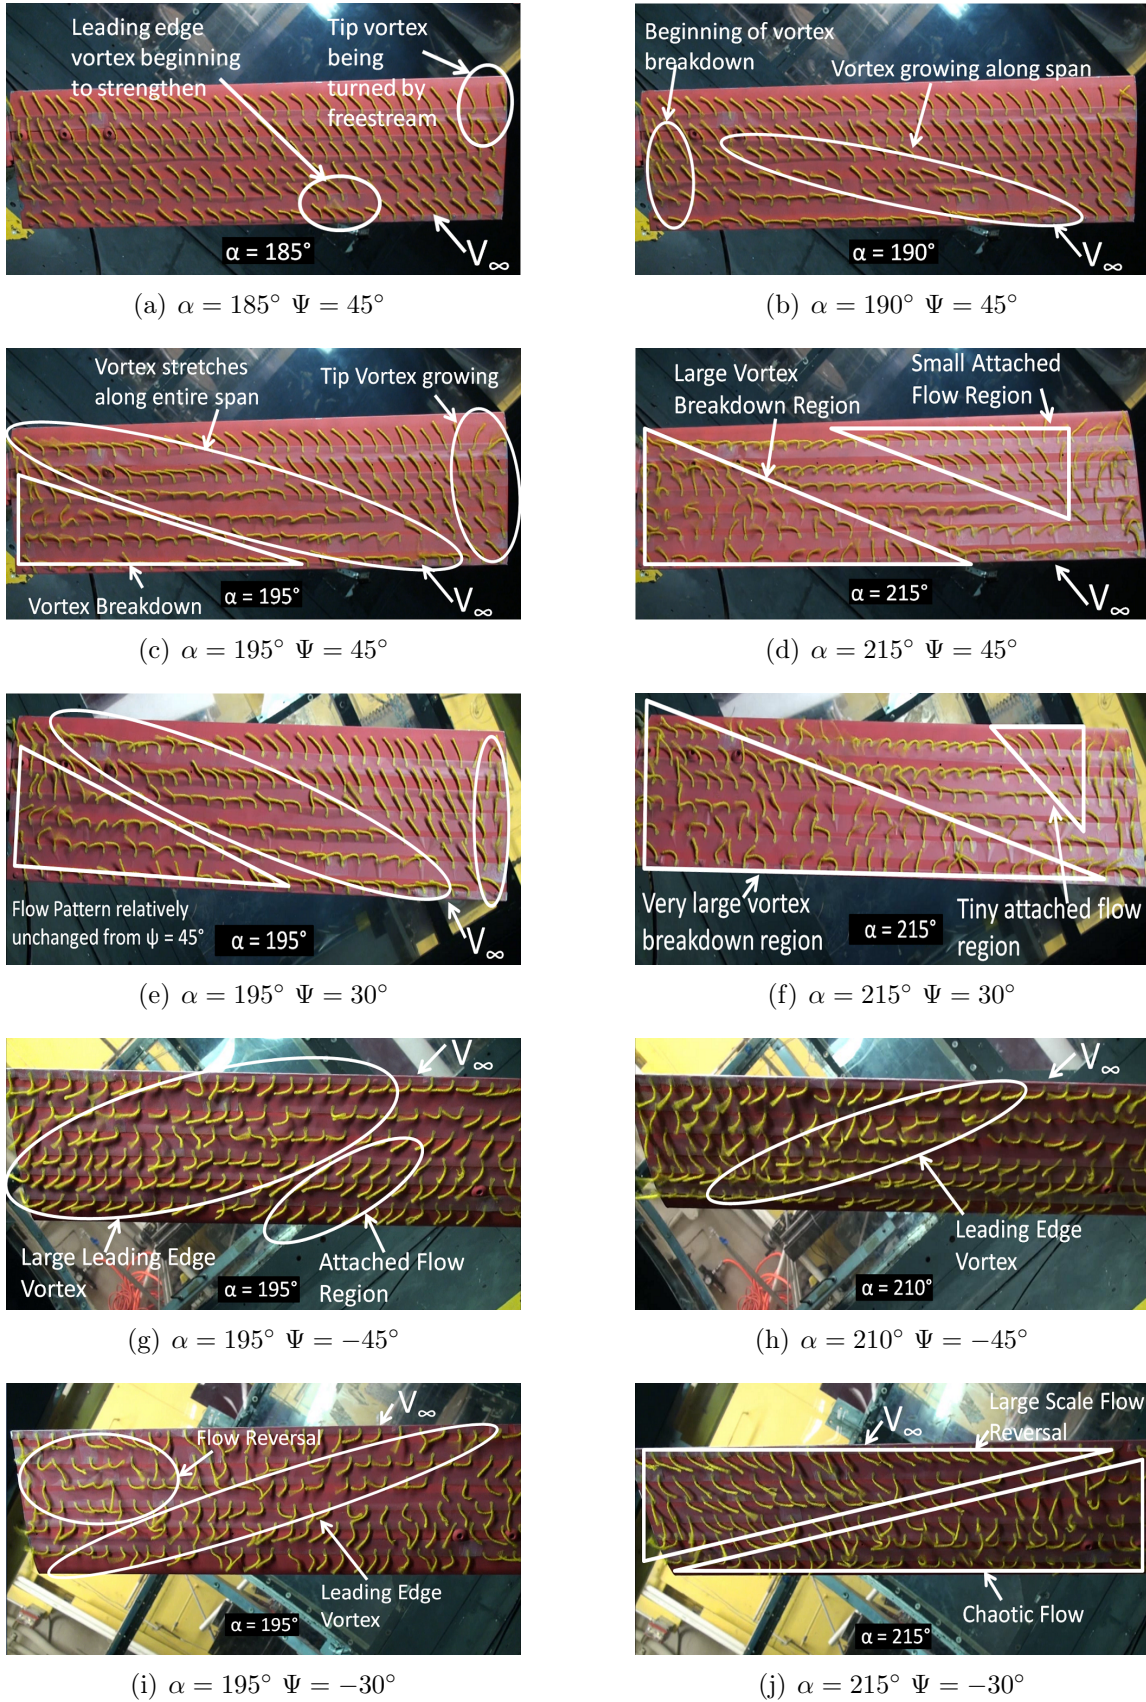 Leading edge
vortex beginning
to strengthen
Tip vortex
being
turned by
freestream
α = 185°
V∞
(a) α = 185° Ψ = 45°
Beginning of vortex
breakdown
Vortex growing along span
α = 190°
V∞
(b) α = 190° Ψ = 45°
Vortex stretches
along entire span
Tip Vortex growing
Vortex Breakdown
α = 195°
V∞
(c) α = 195° Ψ = 45°
Large Vortex
Breakdown Region
Small Attached
Flow Region
α = 215°
V∞
(d) α = 215° Ψ = 45°
Flow Pattern relatively
unchanged from ψ = 45°
α = 195°
V∞
(e) α = 195° Ψ = 30°
Very large vortex
breakdown region
α = 215°
Tiny attached flow
region
(f) α = 215° Ψ = 30°
V∞
Large Leading Edge
Vortex
α = 195°
Attached Flow
Region
(g) α = 195° Ψ = −45°
V∞
Leading Edge
Vortex
α = 210°
(h) α = 210° Ψ = −45°
V∞
Flow Reversal
Leading Edge
Vortex
α = 195°
(i) α = 195° Ψ = −30°
Large Scale Flow
Reversal
V∞
Chaotic Flow
α = 215°
(j) α = 215° Ψ = −30°